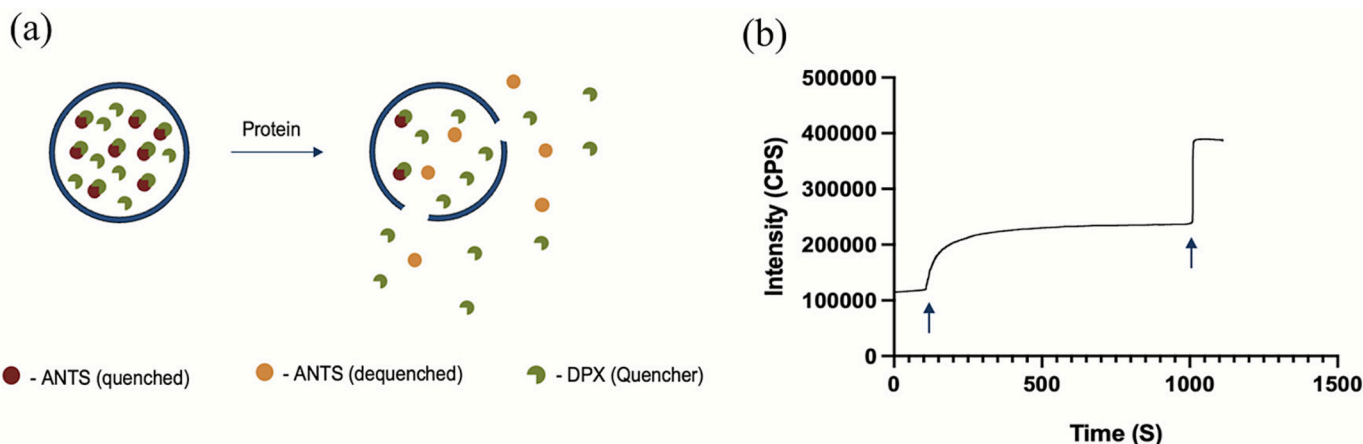 (a)
Protein
- ANTS (quenched)
- ANTS (dequenched)
- DPX (Quencher)
(b)
Intensity (CPS)
500000
400000
300000
200000
100000
0
0 500 1000 1500
Time (S)